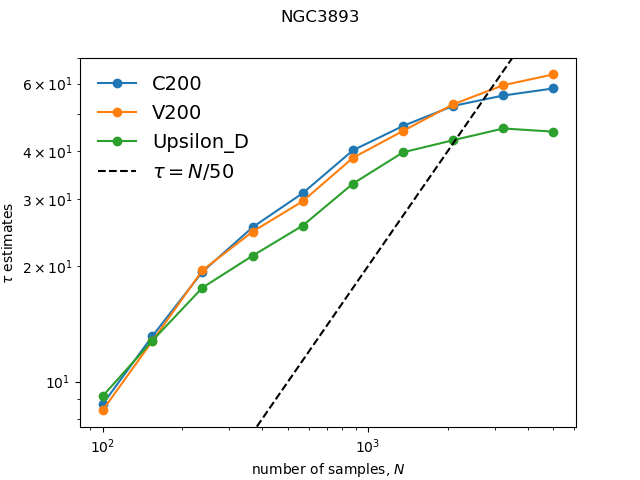 NGC3893
C200
V200
Upsilon_D
τ = N/50
6 × 10¹
4 × 10¹
3 × 10¹
2 × 10¹
10¹
τ estimates
10² 10³
number of samples, N